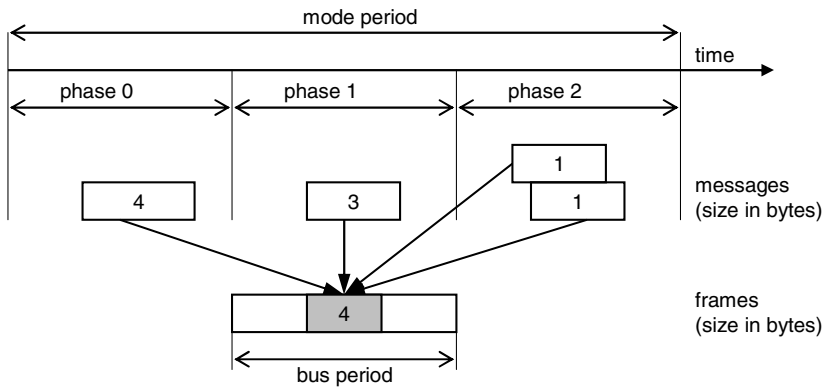 mode period
time
phase 0
phase 1
phase 2
1
4
3
1
messages
(size in bytes)
4
frames
(size in bytes)
bus period